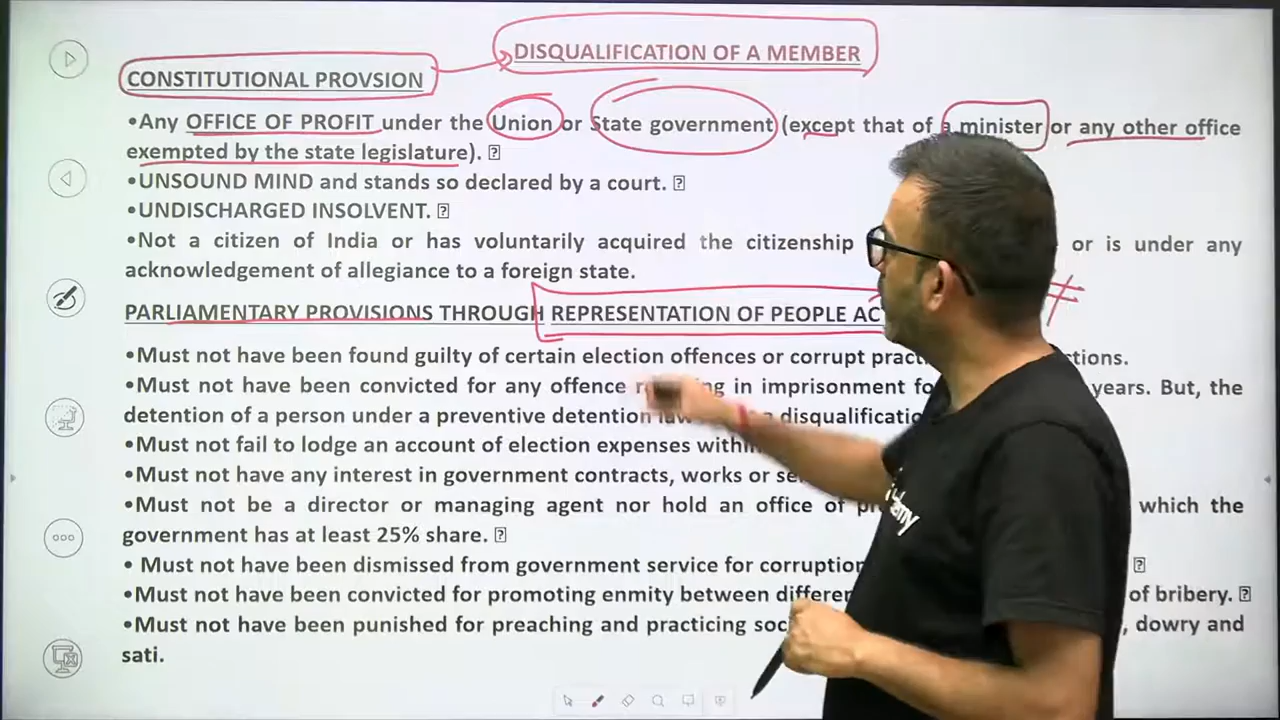 DISQUALIFICATION OF A MEMBER
CONSTITUTIONAL PROVSION
•Any OFFICE OF PROFIT under the Union or State government (except that of a minister or any other office
exempted by the state legislature).
•UNSOUND MIND and stands so declared by a court.
•UNDISCHARGED INSOLVENT.
•Not a citizen of India or has voluntarily acquired the citizenship or is under any
acknowledgement of allegiance to a foreign state.
PARLIAMENTARY PROVISIONS THROUGH REPRESENTATION OF PEOPLE AC
•Must not have been found guilty of certain election offences or corrupt
•Must not have been convicted for any offence in imprisonment years. But, the
detention of a person under a preventive detention disqualificatio
•Must not fail to lodge an account of election expenses
•Must not have any interest in government contracts, works or
•Must not be a director or managing agent nor hold an office of which the
government has at least 25% share.
• Must not have been dismissed from government service for
•Must not have been convicted for promoting enmity between of bribery.
•Must not have been punished for preaching and practicing , dowry and
sati.